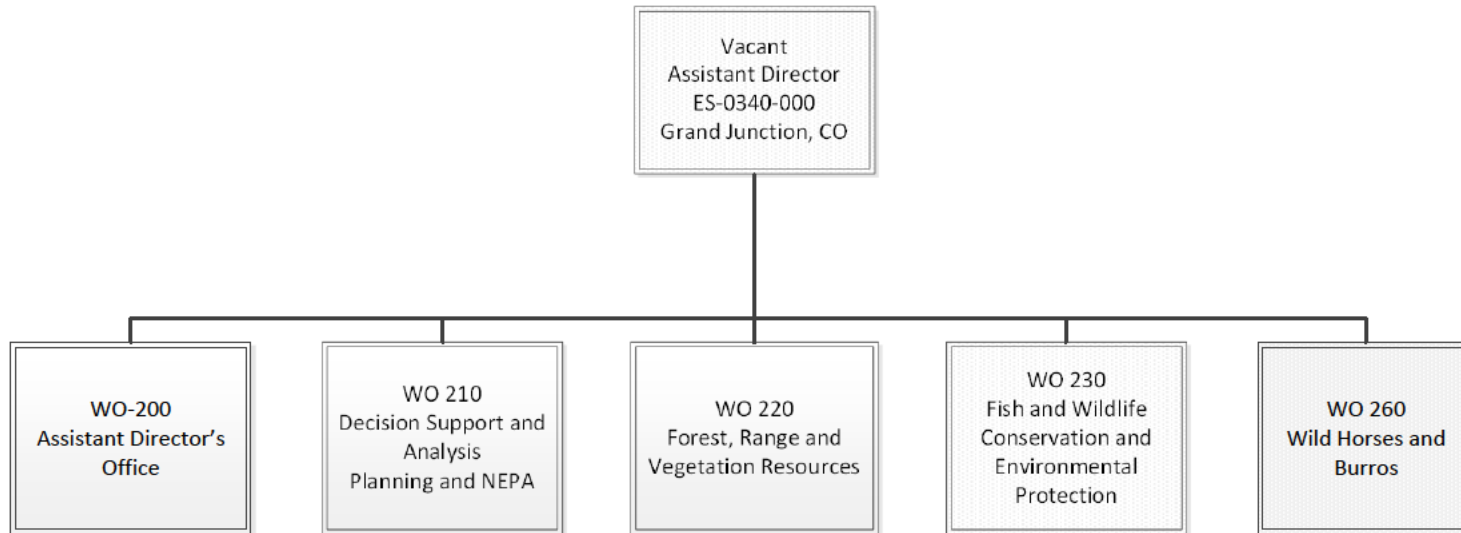 Vacant
Assistant Director
ES-0340-000
Grand Junction, CO
WO-200
Assistant Director’s
Office
WO 210
Decision Support and
Analysis
Planning and NEPA
WO 220
Forest, Range and
Vegetation Resources
WO 230
Fish and Wildlife
Conservation and
Environmental
Protection
WO 260
Wild Horses and
Burros